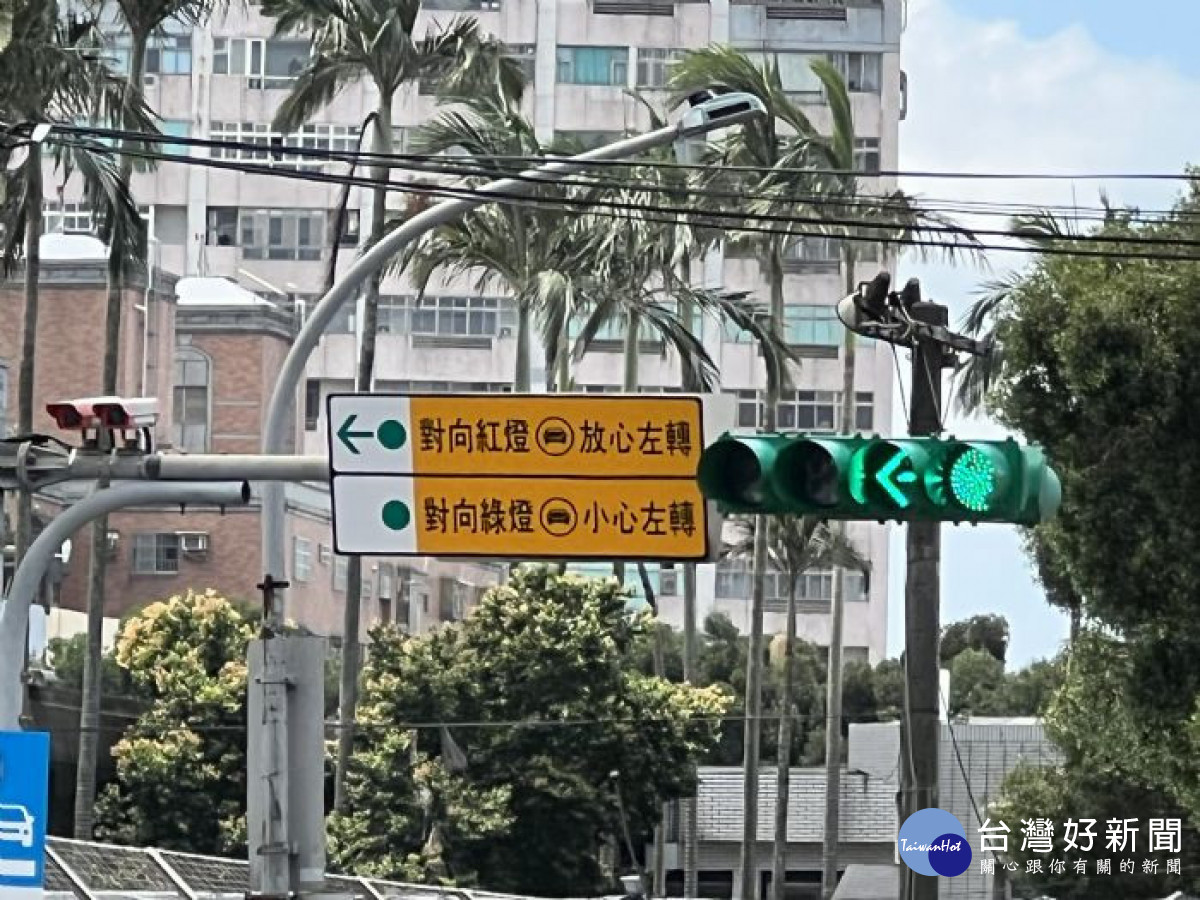 對向紅燈 放心左轉
對向綠燈 小心左轉
TaiwanHot
台灣好新聞
關心跟你有關的新聞